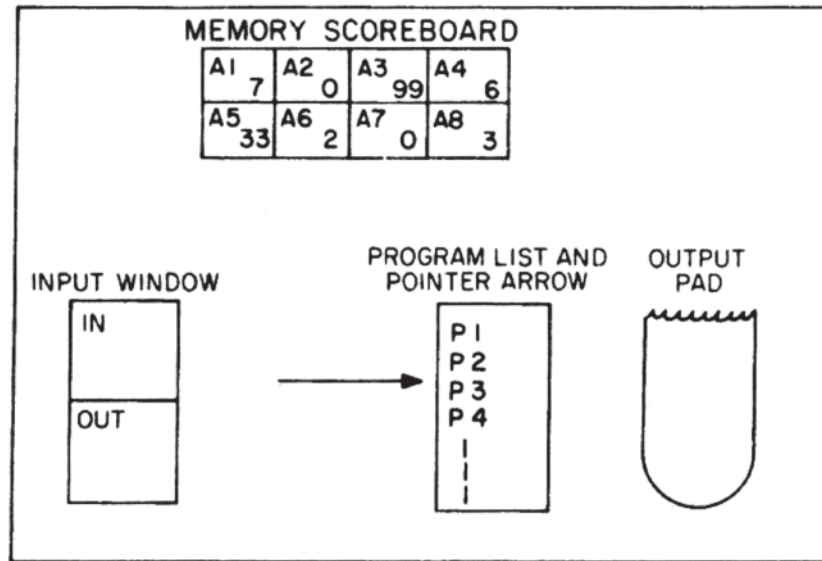 MEMORY SCOREBOARD
A1 7 A2 0 A3 99 A4 6
A5 33 A6 2 A7 0 A8 3
INPUT WINDOW
IN
OUT
PROGRAM LIST AND
POINTER ARROW
P1
P2
P3
P4
OUTPUT
PAD